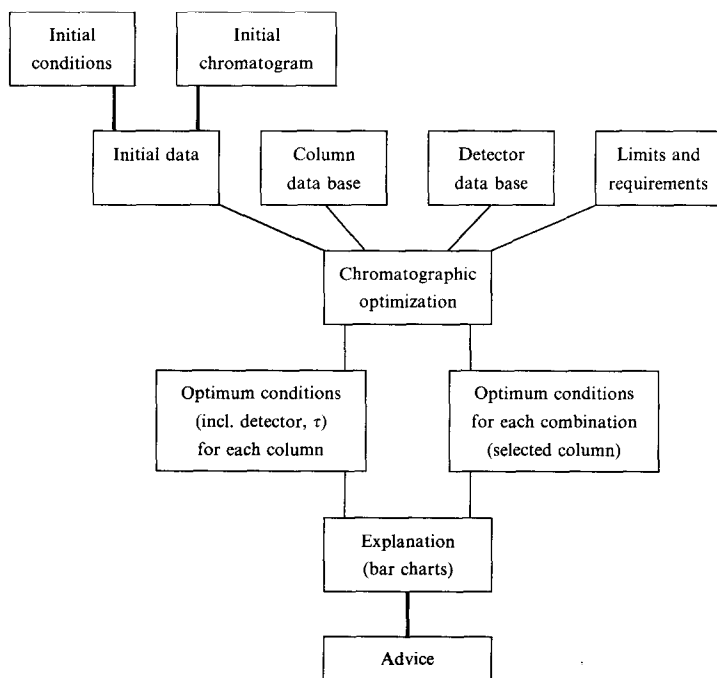 Initial
conditions
Initial
chromatogram
Initial data
Column
data base
Detector
data base
Limits and
requirements
Chromatographic
optimization
Optimum conditions
(incl. detector, τ)
for each column
Optimum conditions
for each combination
(selected column)
Explanation
(bar charts)
Advice